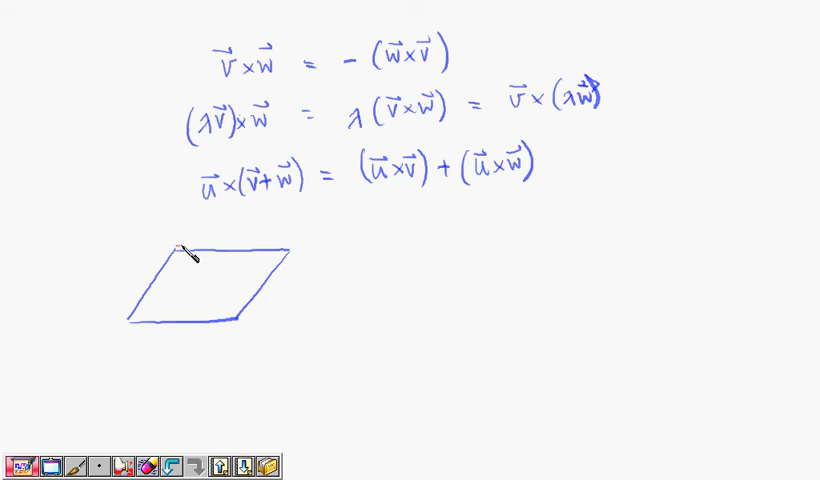 v⃗ × w⃗ = - (w⃗ × v⃗)
(λv⃗) × w⃗ = λ (v⃗ × w⃗) = v⃗ × (λw⃗)
u⃗ × (v⃗ + w⃗) = (u⃗ × v⃗) + (u⃗ × w⃗)